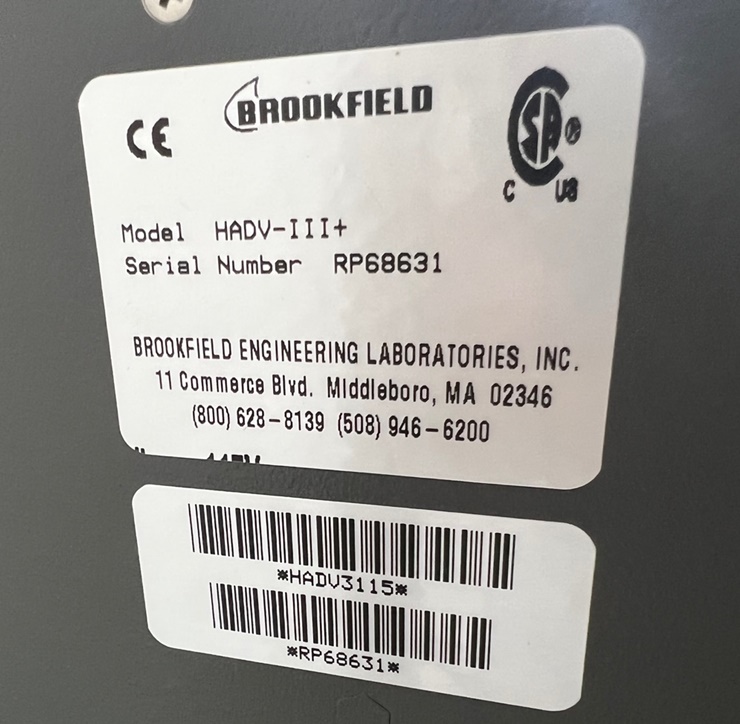 CE
BROOKFIELD
C US
Model HADV-III+
Serial Number RP68631
BROOKFIELD ENGINEERING LABORATORIES, INC.
11 Commerce Blvd. Middleboro, MA 02346
(800) 628-8139 (508) 946-6200
*HADV3115*
*RP68631*